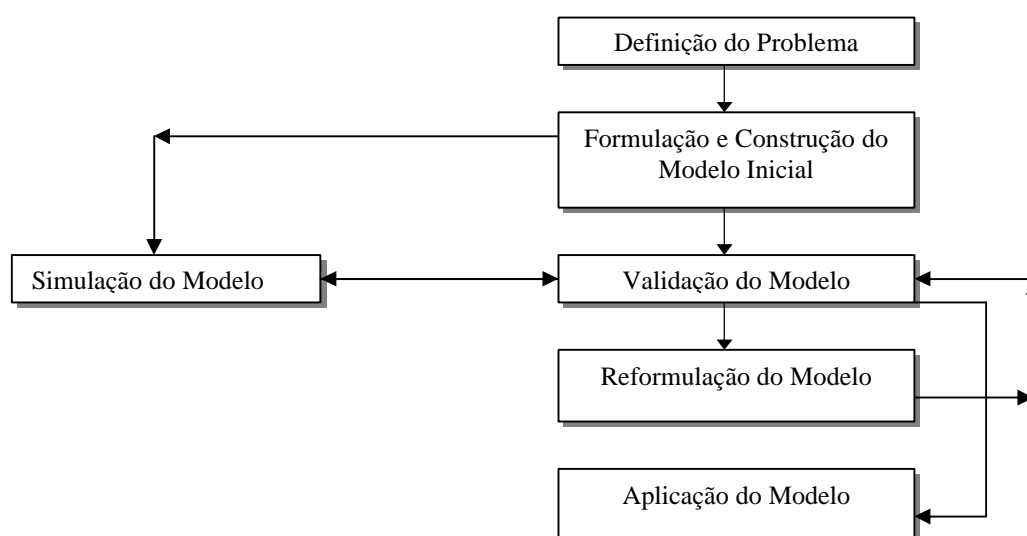 Definição do Problema
Formulação e Construção do
Modelo Inicial
Simulação do Modelo
Validação do Modelo
Reformulação do Modelo
Aplicação do Modelo